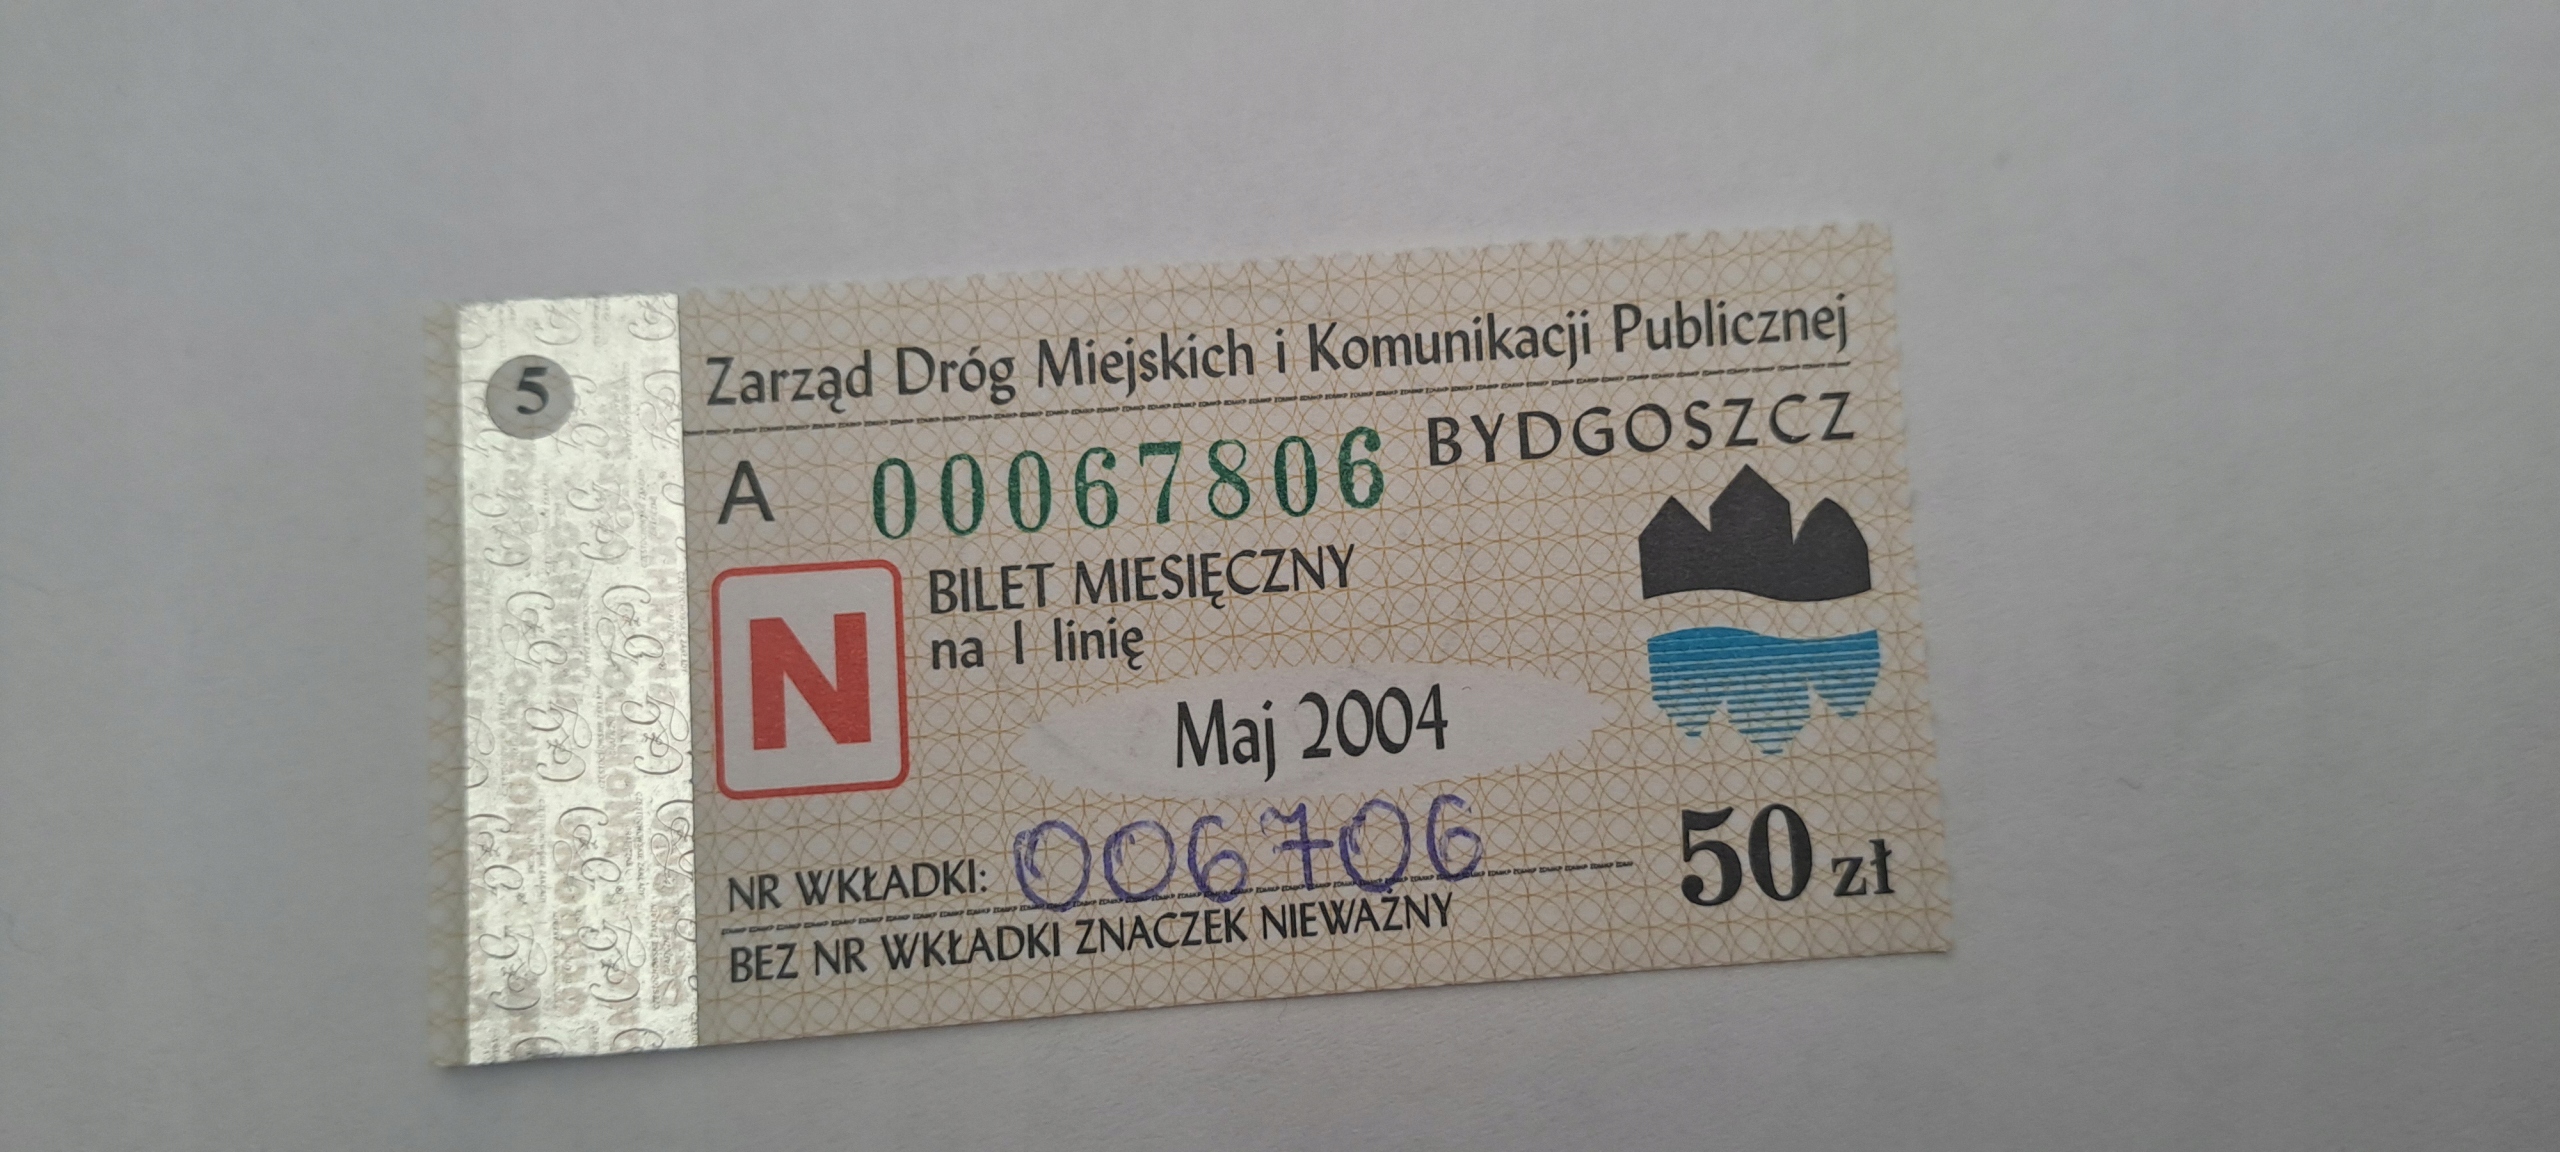 5
Zarząd Dróg Miejskich i Komunikacji Publicznej
A 00067806 BYDGOSZCZ
N
BILET MIESIĘCZNY
na 1 linię
Maj 2004
NR WKŁADKI: 006706
50 zł
BEZ NR WKŁADKI ZNACZEK NIEWAŻNY